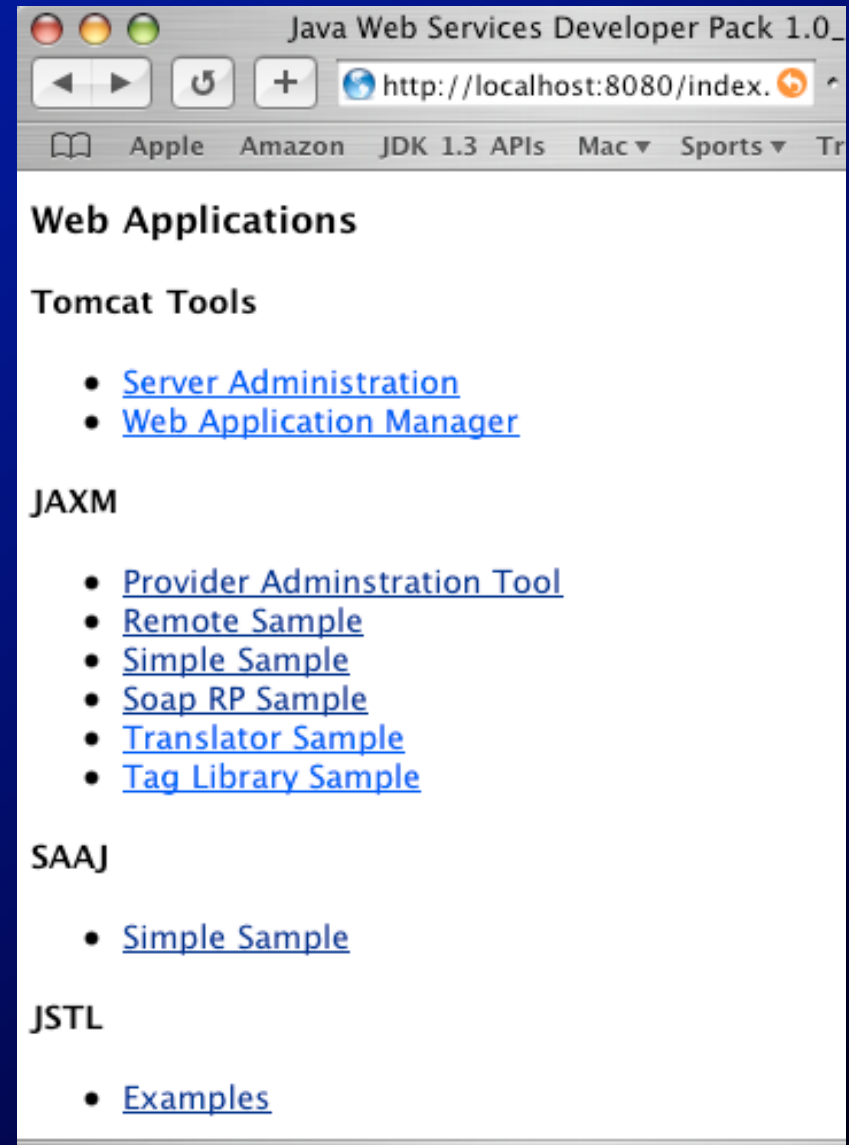 Java Web Services Developer Pack 1.0_
http://localhost:8080/index.
Apple Amazon JDK 1.3 APIs Mac Sports Tr
Web Applications
Tomcat Tools
• Server Administration
• Web Application Manager
JAXM
• Provider Adminstration Tool
• Remote Sample
• Simple Sample
• Soap RP Sample
• Translator Sample
• Tag Library Sample
SAAJ
• Simple Sample
JSTL
• Examples